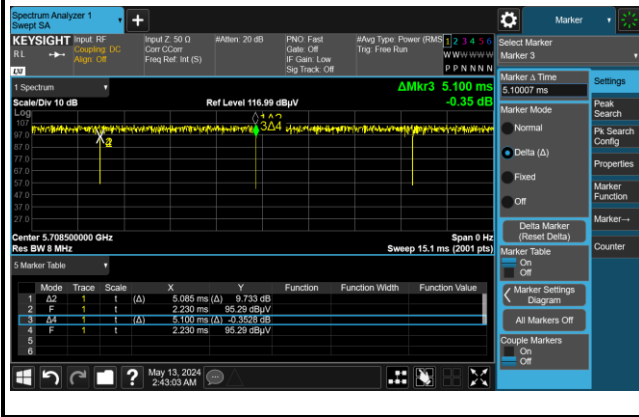 Spectrum Analyzer 1
Swept SA
+
Marker
KEYSIGHT
RL
LXI
Input: RF
Coupling: DC
Align: Off
Input Z: 50 Ω
Corr CCorr
Freq Ref: Int (S)
#Atten: 20 dB
PNO: Fast
Gate: Off
IF Gain: Low
Sig Track: Off
#Avg Type: Power (RMS
Trig: Free Run
1 2 3 4 5 6
W W W W W W
P P N N N N
Select Marker
Marker 3
1 Spectrum
ΔMkr3 5.100 ms
-0.35 dB
Scale/Div 10 dB
Ref Level 116.99 dBµV
Log
107
97.0
87.0
77.0
67.0
57.0
47.0
37.0
27.0
1Δ2
3Δ4
Center 5.708500000 GHz
Span 0 Hz
Res BW 8 MHz
Sweep 15.1 ms (2001 pts)
5 Marker Table
Mode Trace Scale X Y Function Function Width Function Value
1 Δ2 1 t (Δ) 5.085 ms (Δ) 9.733 dB
2 F 1 t 2.230 ms 95.29 dBµV
3 Δ4 1 t (Δ) 5.100 ms (Δ) -0.3528 dB
4 F 1 t 2.230 ms 95.29 dBµV
5
6
Marker Δ Time
5.10007 ms
Marker Mode
Normal
Delta (Δ)
Fixed
Off
Delta Marker
(Reset Delta)
Marker Table
On
Off
Marker Settings
Diagram
All Markers Off
Couple Markers
On
Off
Settings
Peak
Search
Pk Search
Config
Properties
Marker
Function
Marker→
Counter
?
May 13, 2024
2:43:03 AM